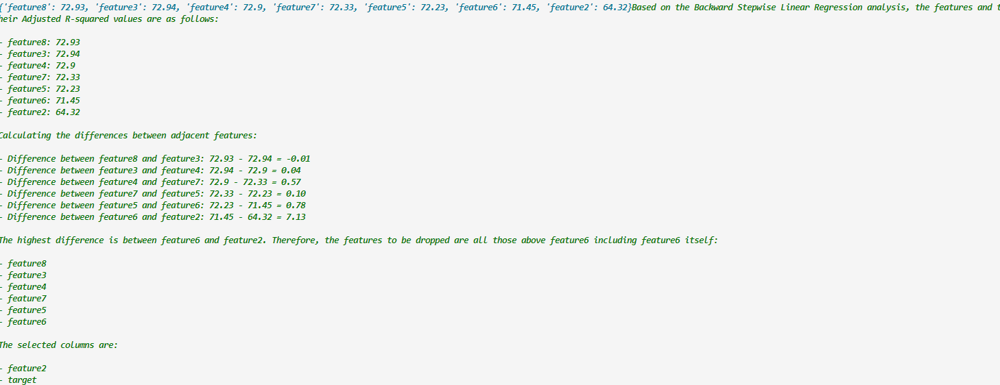 {'feature8': 72.93, 'feature3': 72.94, 'feature4': 72.9, 'feature7': 72.33, 'feature5': 72.23, 'feature6': 71.45, 'feature2': 64.32}Based on the Backward Stepwise Linear Regression analysis, the features and t
heir Adjusted R-squared values are as follows:
- feature8: 72.93
- feature3: 72.94
- feature4: 72.9
- feature7: 72.33
- feature5: 72.23
- feature6: 71.45
- feature2: 64.32
Calculating the differences between adjacent features:
- Difference between feature8 and feature3: 72.93 - 72.94 = -0.01
- Difference between feature3 and feature4: 72.94 - 72.9 = 0.04
- Difference between feature4 and feature7: 72.9 - 72.33 = 0.57
- Difference between feature7 and feature5: 72.33 - 72.23 = 0.10
- Difference between feature5 and feature6: 72.23 - 71.45 = 0.78
- Difference between feature6 and feature2: 71.45 - 64.32 = 7.13
The highest difference is between feature6 and feature2. Therefore, the features to be dropped are all those above feature6 including feature6 itself:
- feature8
- feature3
- feature4
- feature7
- feature5
- feature6
The selected columns are:
- feature2
- target